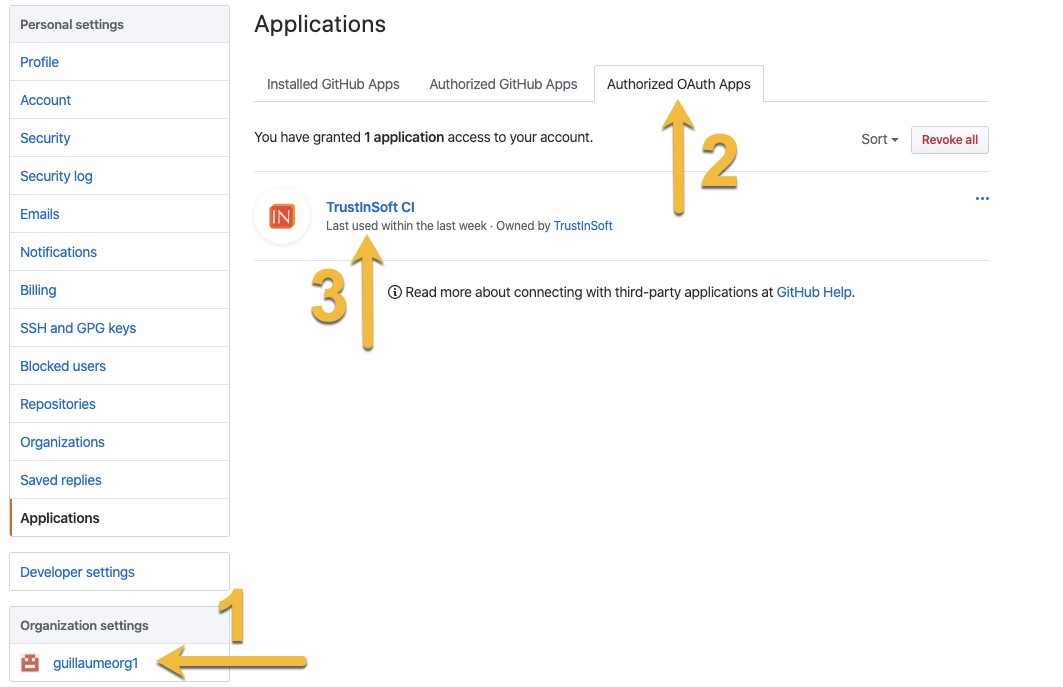 Personal settings
Profile
Account
Security
Security log
Emails
Notifications
Billing
SSH and GPG keys
Blocked users
Repositories
Organizations
Saved replies
Applications
Developer settings
Organization settings
guillaumeorg1
1
Applications
Installed GitHub Apps
Authorized GitHub Apps
Authorized OAuth Apps
You have granted 1 application access to your account.
Sort
Revoke all
2
IN
TrustInSoft CI
...
Last used within the last week · Owned by TrustInSoft
3
Read more about connecting with third-party applications at GitHub Help.